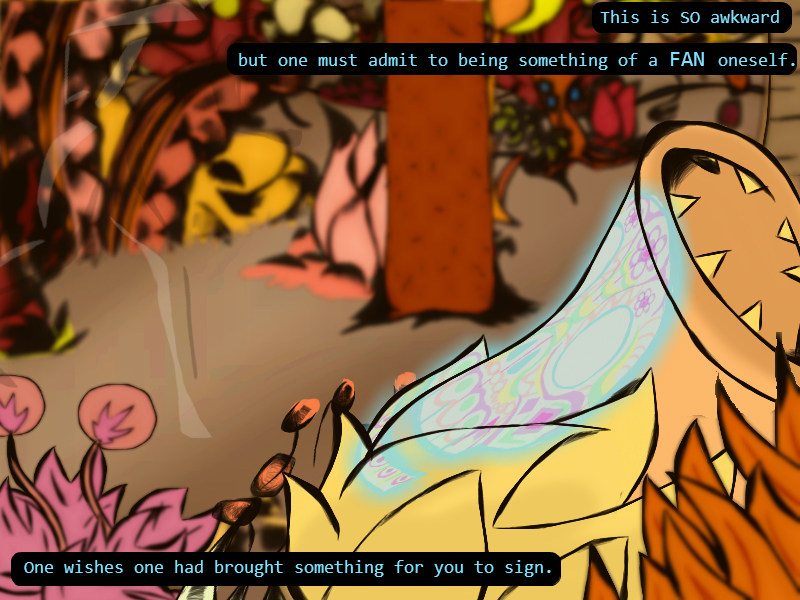 This is SO awkward
but one must admit to being something of a FAN oneself.
One wishes one had brought something for you to sign.